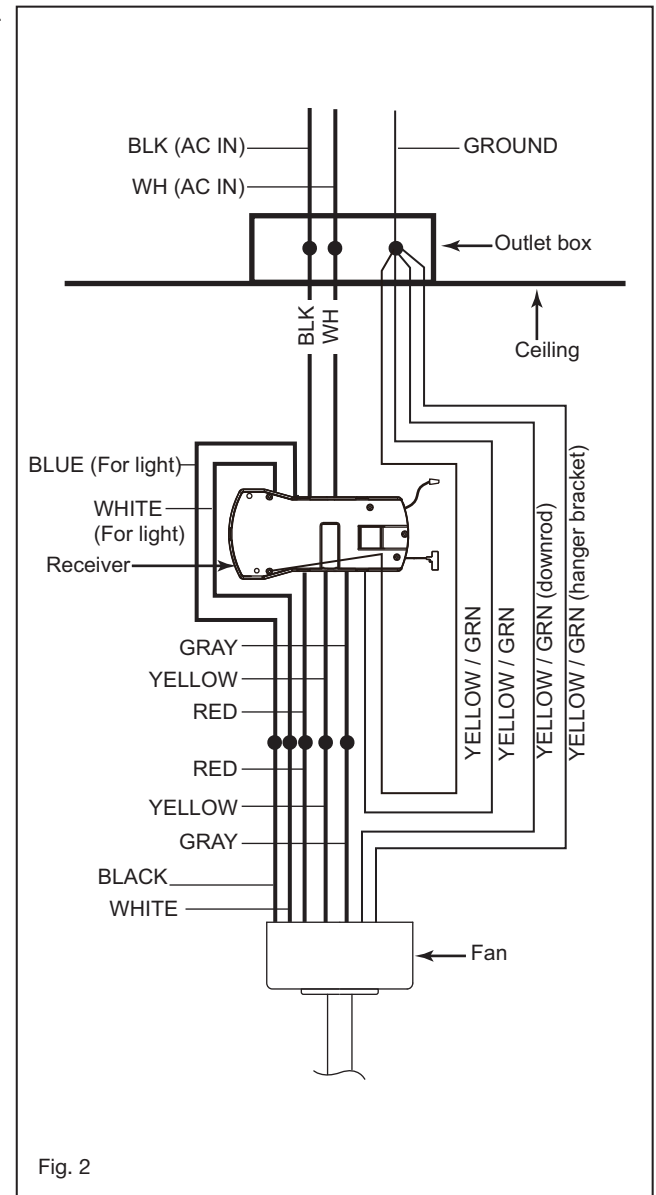 BLK (AC IN)
GROUND
WH (AC IN)
Outlet box
BLK
WH
Ceiling
BLUE (For light)
WHITE
(For light)
Receiver
GRAY
YELLOW
RED
YELLOW / GRN
YELLOW / GRN
YELLOW / GRN (downrod)
YELLOW / GRN (hanger bracket)
RED
YELLOW
GRAY
BLACK
WHITE
Fan
Fig. 2